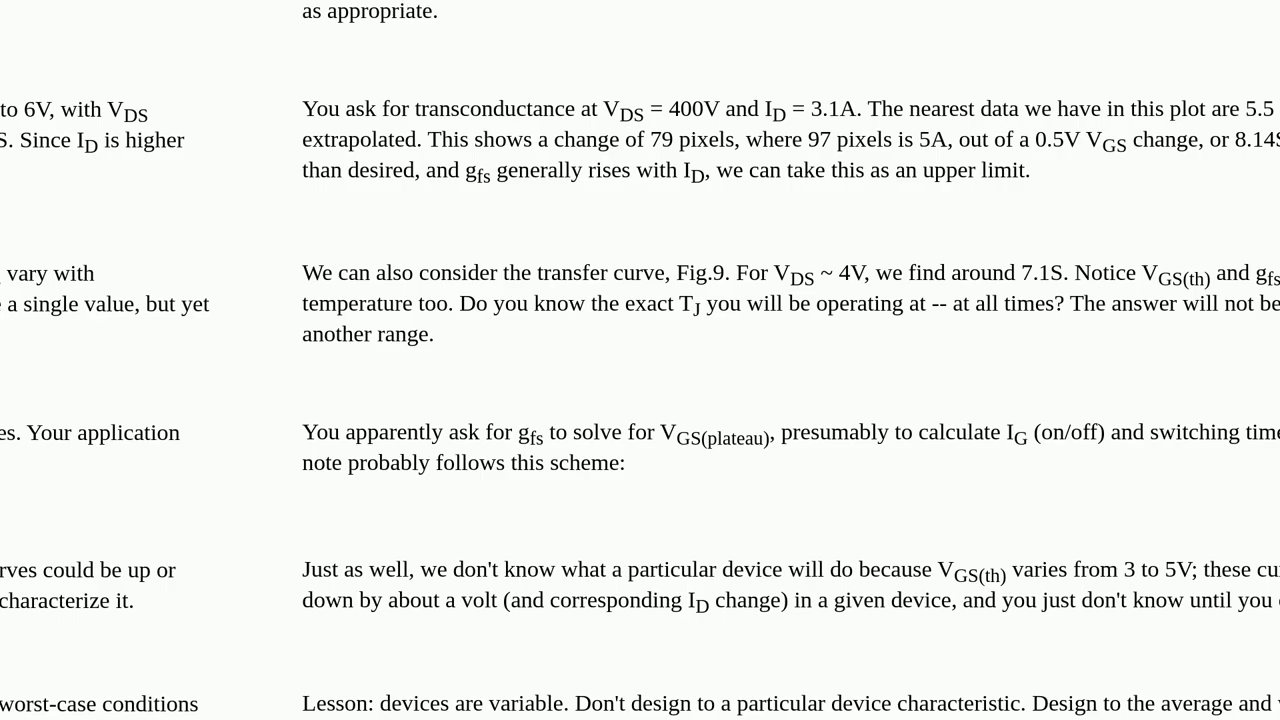 to 6V, with VDS
S. Since ID is higher
vary with
a single value, but yet
es. Your application
rves could be up or
characterize it.
worst-case conditions
as appropriate.
You ask for transconductance at VDS = 400V and ID = 3.1A. The nearest data we have in this plot are 5.5
extrapolated. This shows a change of 79 pixels, where 97 pixels is 5A, out of a 0.5V VGS change, or 8.14S
than desired, and gfs generally rises with ID, we can take this as an upper limit.
We can also consider the transfer curve, Fig.9. For VDS ~ 4V, we find around 7.1S. Notice VGS(th) and gfs
temperature too. Do you know the exact TJ you will be operating at -- at all times? The answer will not be
another range.
You apparently ask for gfs to solve for VGS(plateau), presumably to calculate IG (on/off) and switching time
note probably follows this scheme:
Just as well, we don't know what a particular device will do because VGS(th) varies from 3 to 5V; these cu
down by about a volt (and corresponding ID change) in a given device, and you just don't know until you
Lesson: devices are variable. Don't design to a particular device characteristic. Design to the average and